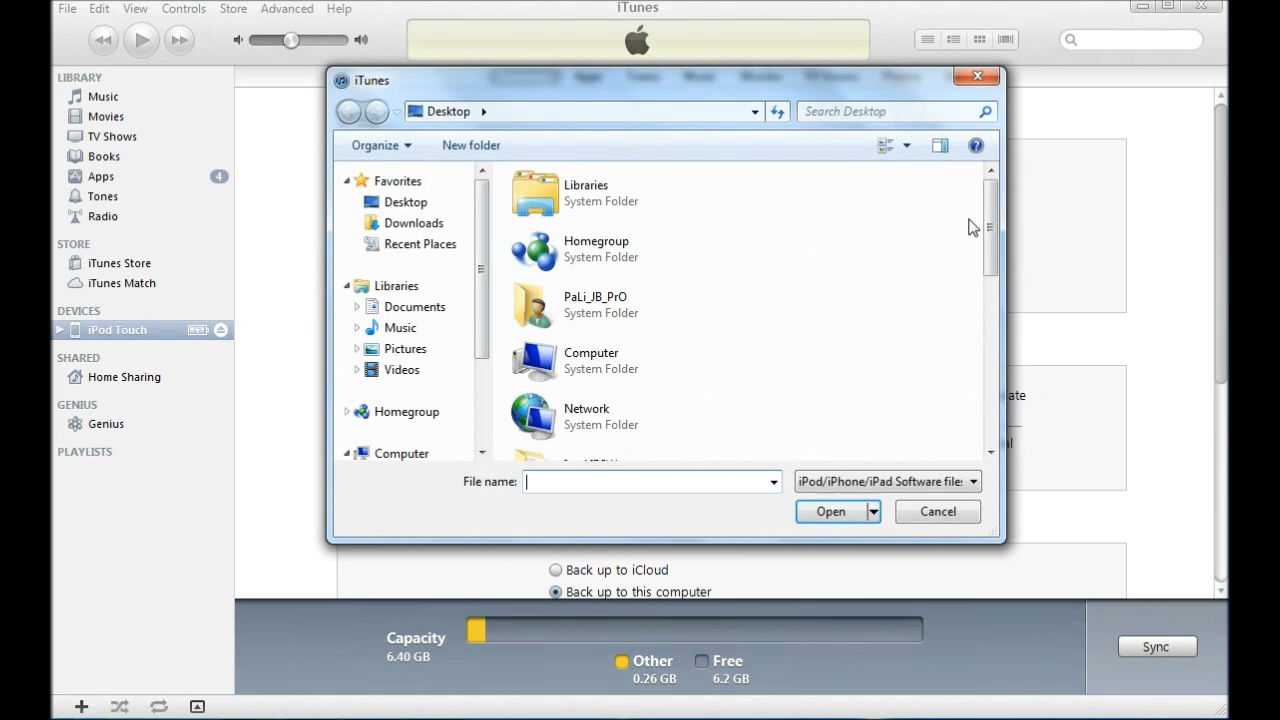 File Edit View Controls Store Advanced Help
iTunes
LIBRARY
Music
Movies
TV Shows
Books
Apps 4
Tones
Radio
STORE
iTunes Store
iTunes Match
DEVICES
iPod Touch
SHARED
Home Sharing
GENIUS
Genius
PLAYLISTS
iTunes
Desktop
Search Desktop
Organize
New folder
Favorites
Desktop
Downloads
Recent Places
Libraries
Documents
Music
Pictures
Videos
Homegroup
Computer
Libraries
System Folder
Homegroup
System Folder
PaLi_JB_PrO
System Folder
Computer
System Folder
Network
System Folder
File name:
iPod/iPhone/iPad Software files
Open
Cancel
Back up to iCloud
Back up to this computer
Capacity
6.40 GB
Other
0.26 GB
Free
6.2 GB
Sync